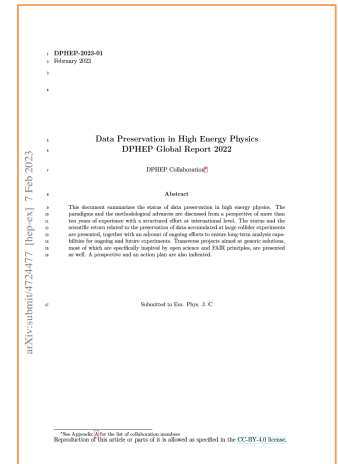 1 DPHEP-2023-01
2 February 2023
3
4
5 Data Preservation in High Energy Physics
6 DPHEP Global Report 2022
7 DPHEP Collaboration*
8 Abstract
9 This document summarizes the status of data preservation in high energy physics. The
10 paradigms and the methodological advances are discussed from a perspective of more than
11 ten years of experience with a structured effort at international level. The status and the
12 scientific return related to the preservation of data accumulated at large collider experiments
13 are presented, together with an account of ongoing efforts to ensure long-term analysis capa-
14 bilities for ongoing and future experiments. Transverse projects aimed at generic solutions,
15 most of which are specifically inspired by open science and FAIR principles, are presented
16 as well. A prospective and an action plan are also indicated.
17 Submitted to Eur. Phys. J. C
arXiv:submit/4724477 [hep-ex] 7 Feb 2023
*See Appendix A for the list of collaboration members
Reproduction of this article or parts of it is allowed as specified in the CC-BY-4.0 license.